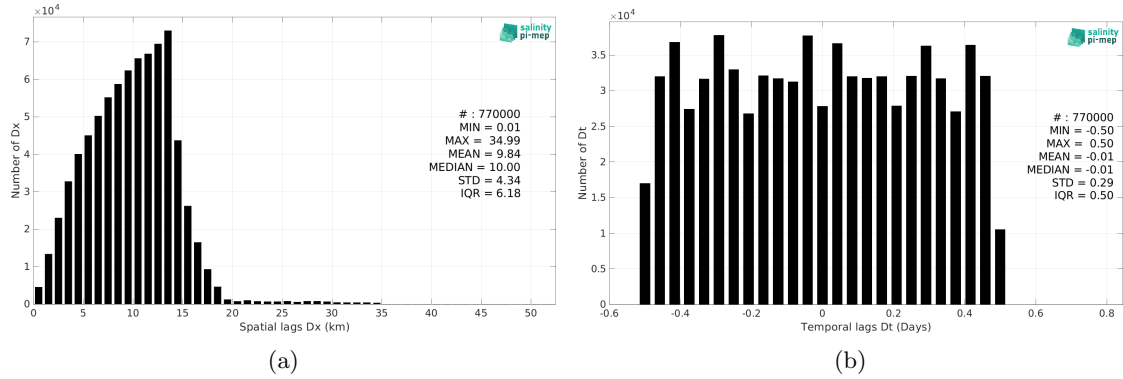 ×10⁴
8
7
6
5
4
3
2
1
0
Number of Dx
salinity
pi-mep
# : 770000
MIN = 0.01
MAX = 34.99
MEAN = 9.84
MEDIAN = 10.00
STD = 4.34
IQR = 6.18
0 5 10 15 20 25 30 35 40 45 50
Spatial lags Dx (km)
(a)
×10⁴
3.5
3
2.5
2
1.5
1
0.5
0
Number of Dt
salinity
pi-mep
# : 770000
MIN = -0.50
MAX = 0.50
MEAN = -0.01
MEDIAN = -0.01
STD = 0.29
IQR = 0.50
-0.6 -0.4 -0.2 0 0.2 0.4 0.6 0.8
Temporal lags Dt (Days)
(b)